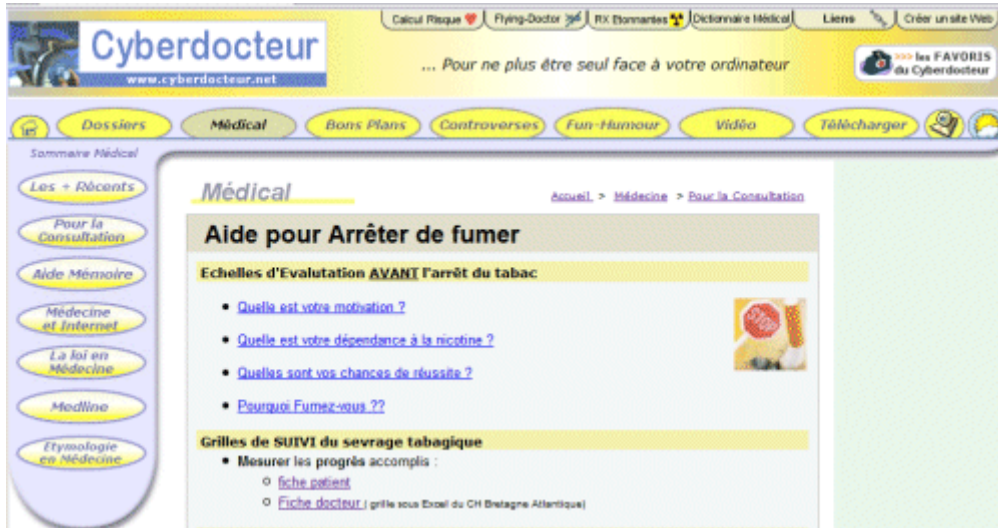 Calcul Risque Flying-Doctor RX Etonnantes Dictionnaire Médical Liens Créer un site Web
Cyberdocteur
www.cyberdocteur.net
... Pour ne plus être seul face à votre ordinateur
>>> les FAVORIS
du Cyberdocteur
Dossiers Médical Bons Plans Controverses Fun-Humour Vidéo Télécharger
Sommaire Médical
Les + Récents
Pour la
Consultation
Aide Mémoire
Médecine
et Internet
La loi en
Médecine
Medline
Etymologie
en Médecine
Médical
Accueil > Médecine > Pour la Consultation
Aide pour Arrêter de fumer
Echelles d'Evalutation AVANT l'arrêt du tabac
Quelle est votre motivation ?
Quelle est votre dépendance à la nicotine ?
Quelles sont vos chances de réussite ?
Pourquoi Fumez-vous ??
STOP
Grilles de SUIVI du sevrage tabagique
Mesurer les progrès accomplis :
fiche patient
Fiche docteur ( grille sous Excel du CH Bretagne Atlantique)